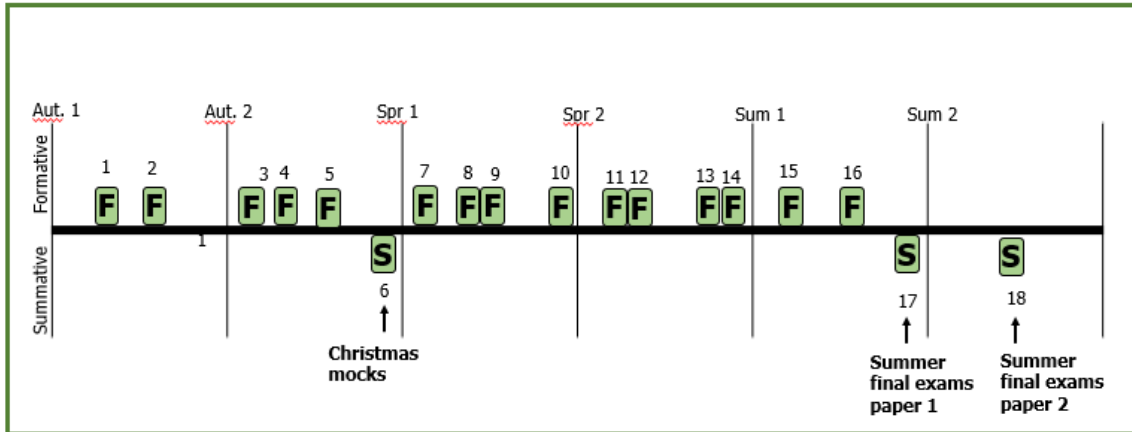 Aut. 1
Aut. 2
Spr 1
Spr 2
Sum 1
Sum 2
Formative
1 2 3 4 5 7 8 9 10 11 12 13 14 15 16
F F F F F F F F F F F F F F F
1
Summative
S S S
6 17 18
Christmas
mocks
Summer
final exams
paper 1
Summer
final exams
paper 2